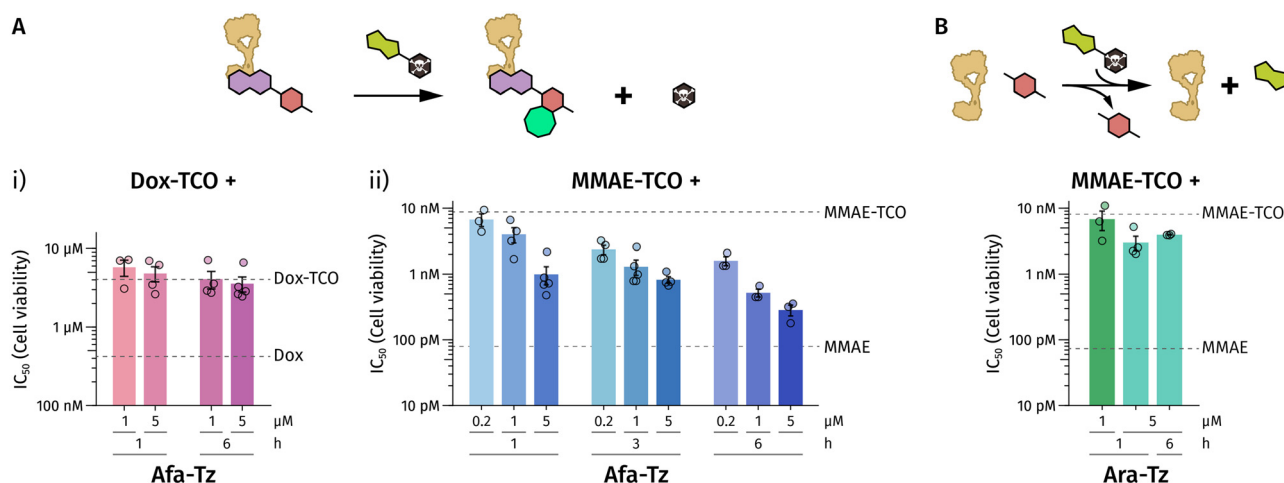 A
+
B
+
i)
Dox-TCO +
IC50 (Cell viability)
10 µM
1 µM
100 nM
Dox-TCO
Dox
1 5 1 5 µM
1 6 h
Afa-Tz
ii)
MMAE-TCO +
IC50 (Cell viability)
10 nM
1 nM
100 pM
10 pM
MMAE-TCO
MMAE
0.2 1 5 0.2 1 5 0.2 1 5 µM
1 3 6 h
Afa-Tz
MMAE-TCO +
IC50 (Cell viability)
10 nM
1 nM
100 pM
10 pM
MMAE-TCO
MMAE
1 5 µM
1 6 h
Ara-Tz